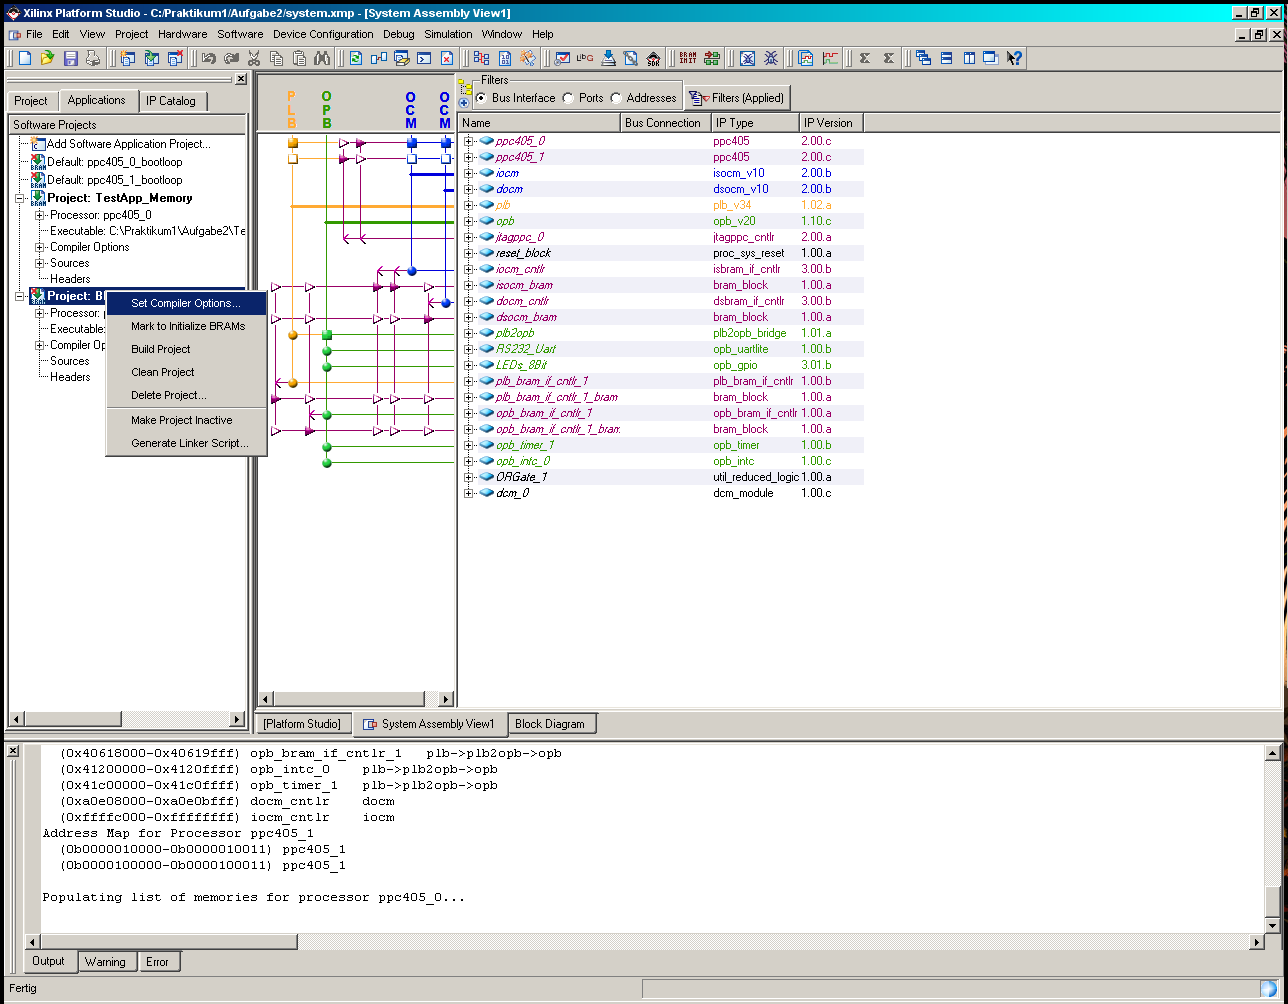 Xilinx Platform Studio - C:/Praktikum1/Aufgabe2/system.xmp - [System Assembly View1]
File Edit View Project Hardware Software Device Configuration Debug Simulation Window Help
Project Applications IP Catalog
Software Projects
Add Software Application Project...
Default: ppc405_0_bootloop
Default: ppc405_1_bootloop
Project: TestApp_Memory
Processor: ppc405_0
Executable: C:\Praktikum1\Aufgabe2\Te
Compiler Options
Sources
Headers
Project: Bl
Processor:
Executable:
Compiler Op
Sources
Headers
Set Compiler Options...
Mark to Initialize BRAMs
Build Project
Clean Project
Delete Project...
Make Project Inactive
Generate Linker Script...
PLB OPB OCM OCM
Filters
Bus Interface Ports Addresses Filters (Applied)
Name Bus Connection IP Type IP Version
ppc405_0 ppc405 2.00.c
ppc405_1 ppc405 2.00.c
iocm isocm_v10 2.00.b
docm dsocm_v10 2.00.b
plb plb_v34 1.02.a
opb opb_v20 1.10.c
jtagppc_0 jtagppc_cntlr 2.00.a
reset_block proc_sys_reset 1.00.a
iocm_cntlr isbram_if_cntlr 3.00.b
isocm_bram bram_block 1.00.a
docm_cntlr dsbram_if_cntlr 3.00.b
dsocm_bram bram_block 1.00.a
plb2opb plb2opb_bridge 1.01.a
RS232_Uart opb_uartlite 1.00.b
LEDs_8Bit opb_gpio 3.01.b
plb_bram_if_cntlr_1 plb_bram_if_cntlr 1.00.b
plb_bram_if_cntlr_1_bram bram_block 1.00.a
opb_bram_if_cntlr_1 opb_bram_if_cntlr 1.00.a
opb_bram_if_cntlr_1_bram bram_block 1.00.a
opb_timer_1 opb_timer 1.00.b
opb_intc_0 opb_intc 1.00.c
ORGate_1 util_reduced_logic 1.00.a
dcm_0 dcm_module 1.00.c
[Platform Studio] System Assembly View1 Block Diagram
(0x40618000-0x40619fff) opb_bram_if_cntlr_1 plb->plb2opb->opb
(0x41200000-0x4120ffff) opb_intc_0 plb->plb2opb->opb
(0x41c00000-0x41c0ffff) opb_timer_1 plb->plb2opb->opb
(0xa0e08000-0xa0e0bfff) docm_cntlr docm
(0xffffc000-0xffffffff) iocm_cntlr iocm
Address Map for Processor ppc405_1
(0b0000010000-0b0000010011) ppc405_1
(0b0000100000-0b0000100011) ppc405_1
Populating list of memories for processor ppc405_0...
Output Warning Error
Fertig